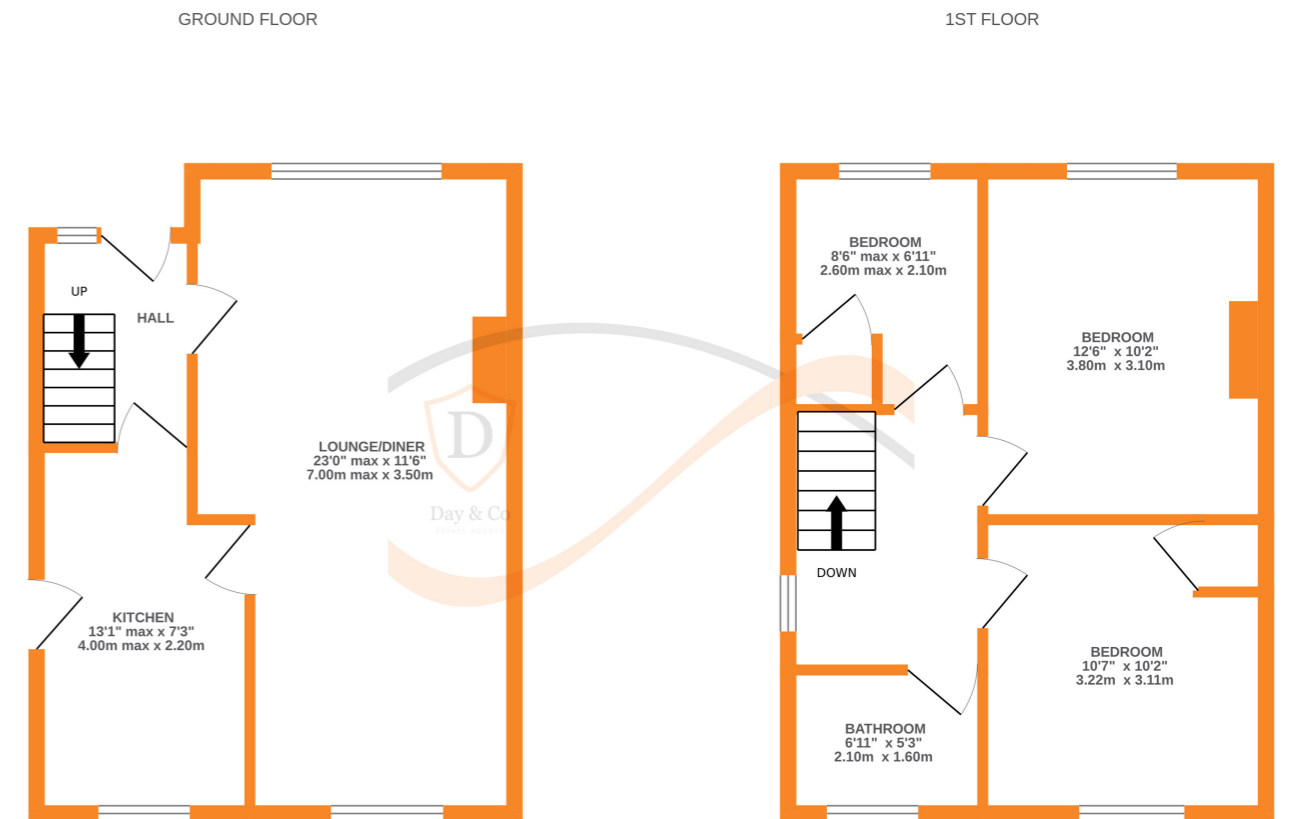 GROUND FLOOR
1ST FLOOR
UP
HALL
LOUNGE/DINER
23'0" max x 11'6"
7.00m max x 3.50m
KITCHEN
13'1" max x 7'3"
4.00m max x 2.20m
D
Day & Co
ESTATE AGENTS
BEDROOM
8'6" max x 6'11"
2.60m max x 2.10m
BEDROOM
12'6" x 10'2"
3.80m x 3.10m
DOWN
BEDROOM
10'7" x 10'2"
3.22m x 3.11m
BATHROOM
6'11" x 5'3"
2.10m x 1.60m